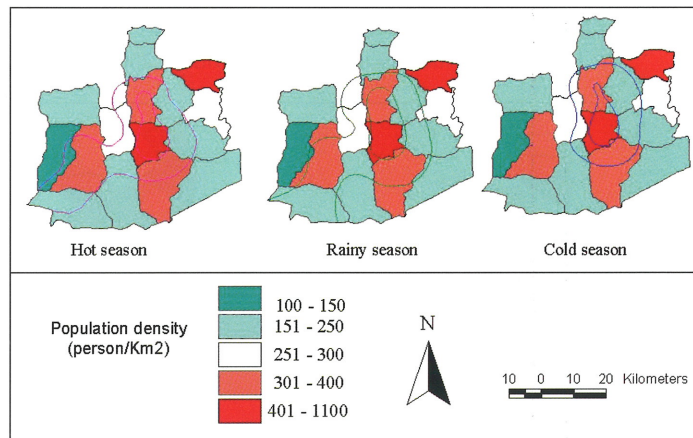 Hot season
Rainy season
Cold season
Population density
(person/Km2)
100 - 150
151 - 250
251 - 300
301 - 400
401 - 1100
N
10 0 10 20 Kilometers